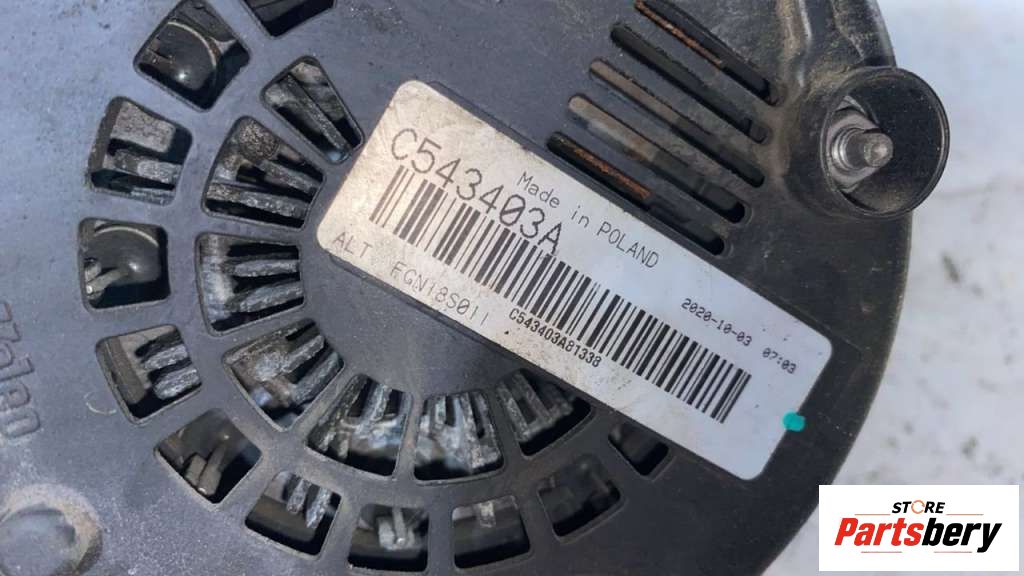 Made in POLAND
C543403A
2020-10-03 07:03
C543403A81338
ALT FGN18S011
Valeo
STORE
Partsbery